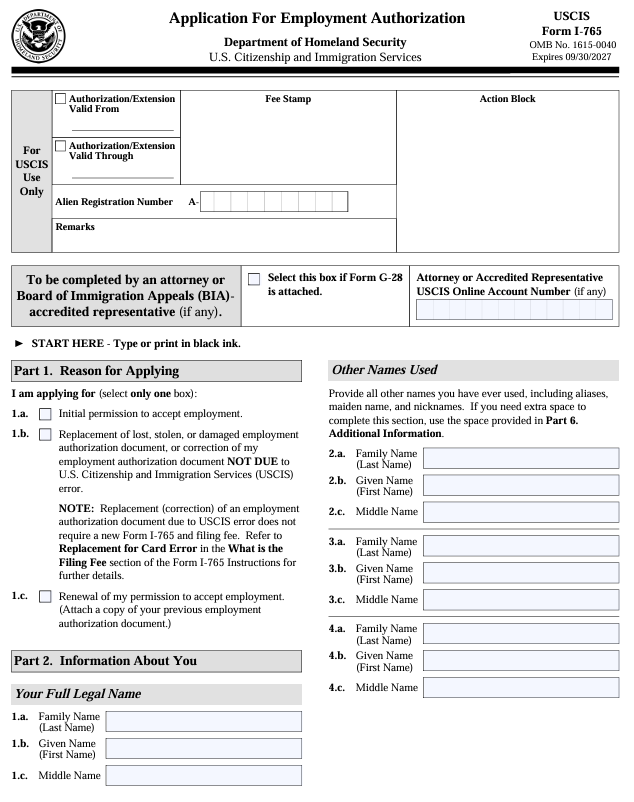 Application For Employment Authorization
Department of Homeland Security
U.S. Citizenship and Immigration Services
USCIS
Form I-765
OMB No. 1615-0040
Expires 09/30/2027
For
USCIS
Use
Only
Authorization/Extension
Valid From
Authorization/Extension
Valid Through
Fee Stamp
Action Block
Alien Registration Number A-
Remarks
To be completed by an attorney or
Board of Immigration Appeals (BIA)-
accredited representative (if any).
Select this box if Form G-28
is attached.
Attorney or Accredited Representative
USCIS Online Account Number (if any)
► START HERE - Type or print in black ink.
Part 1. Reason for Applying
I am applying for (select only one box):
1.a. Initial permission to accept employment.
1.b. Replacement of lost, stolen, or damaged employment
authorization document, or correction of my
employment authorization document NOT DUE to
U.S. Citizenship and Immigration Services (USCIS)
error.
NOTE: Replacement (correction) of an employment
authorization document due to USCIS error does not
require a new Form I-765 and filing fee. Refer to
Replacement for Card Error in the What is the
Filing Fee section of the Form I-765 Instructions for
further details.
1.c. Renewal of my permission to accept employment.
(Attach a copy of your previous employment
authorization document.)
Part 2. Information About You
Your Full Legal Name
1.a. Family Name
(Last Name)
1.b. Given Name
(First Name)
1.c. Middle Name
Other Names Used
Provide all other names you have ever used, including aliases,
maiden name, and nicknames. If you need extra space to
complete this section, use the space provided in Part 6.
Additional Information.
2.a. Family Name
(Last Name)
2.b. Given Name
(First Name)
2.c. Middle Name
3.a. Family Name
(Last Name)
3.b. Given Name
(First Name)
3.c. Middle Name
4.a. Family Name
(Last Name)
4.b. Given Name
(First Name)
4.c. Middle Name